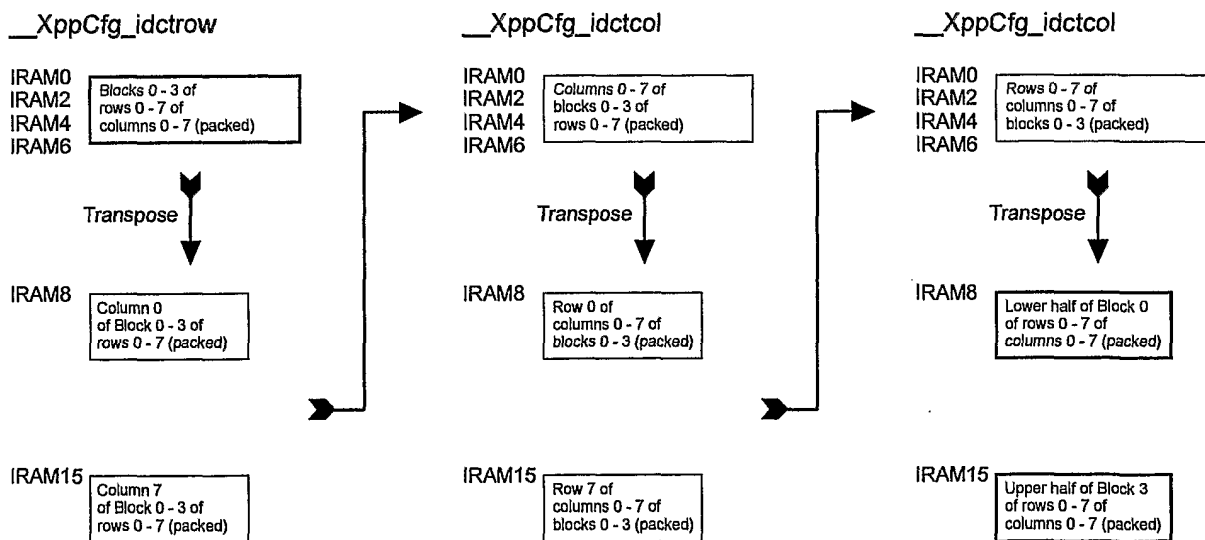 __XppCfg_idctrow
IRAM0
IRAM2
IRAM4
IRAM6
Blocks 0 - 3 of
rows 0 - 7 of
columns 0 - 7 (packed)
Transpose
IRAM8
Column 0
of Block 0 - 3 of
rows 0 - 7 (packed)
IRAM15
Column 7
of Block 0 - 3 of
rows 0 - 7 (packed)
__XppCfg_idctcol
IRAM0
IRAM2
IRAM4
IRAM6
Columns 0 - 7 of
blocks 0 - 3 of
rows 0 - 7 (packed)
Transpose
IRAM8
Row 0 of
columns 0 - 7 of
blocks 0 - 3 (packed)
IRAM15
Row 7 of
columns 0 - 7 of
blocks 0 - 3 (packed)
__XppCfg_idctcol
IRAM0
IRAM2
IRAM4
IRAM6
Rows 0 - 7 of
columns 0 - 7 of
blocks 0 - 3 (packed)
Transpose
IRAM8
Lower half of Block 0
of rows 0 - 7 of
columns 0 - 7 (packed)
IRAM15
Upper half of Block 3
of rows 0 - 7 of
columns 0 - 7 (packed)